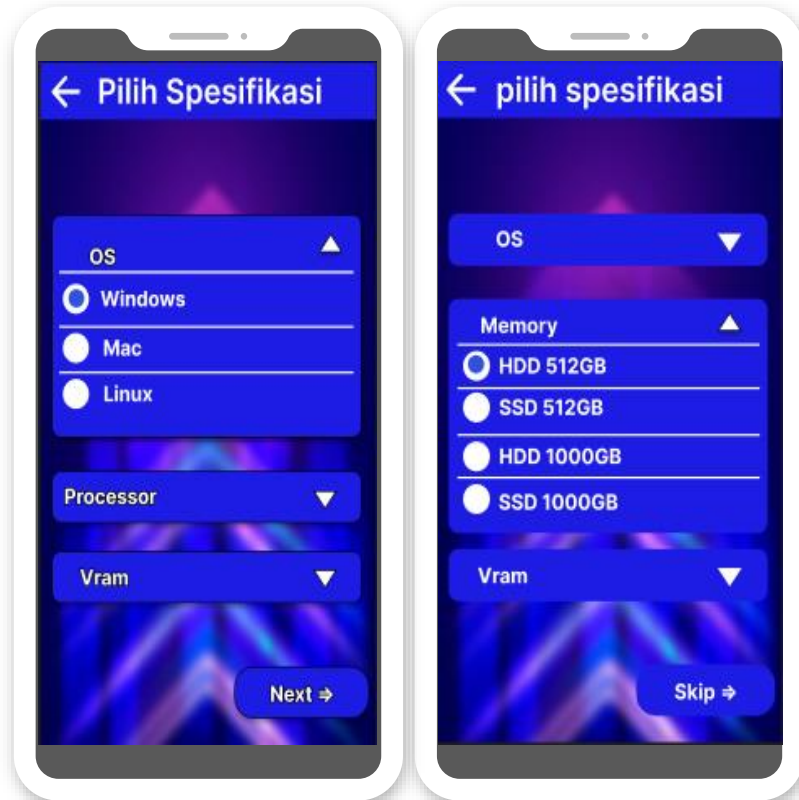 Pilih Spesifikasi
OS
Windows
Mac
Linux
Processor
Vram
Next ⇒
pilih spesifikasi
OS
Memory
HDD 512GB
SSD 512GB
HDD 1000GB
SSD 1000GB
Vram
Skip ⇒